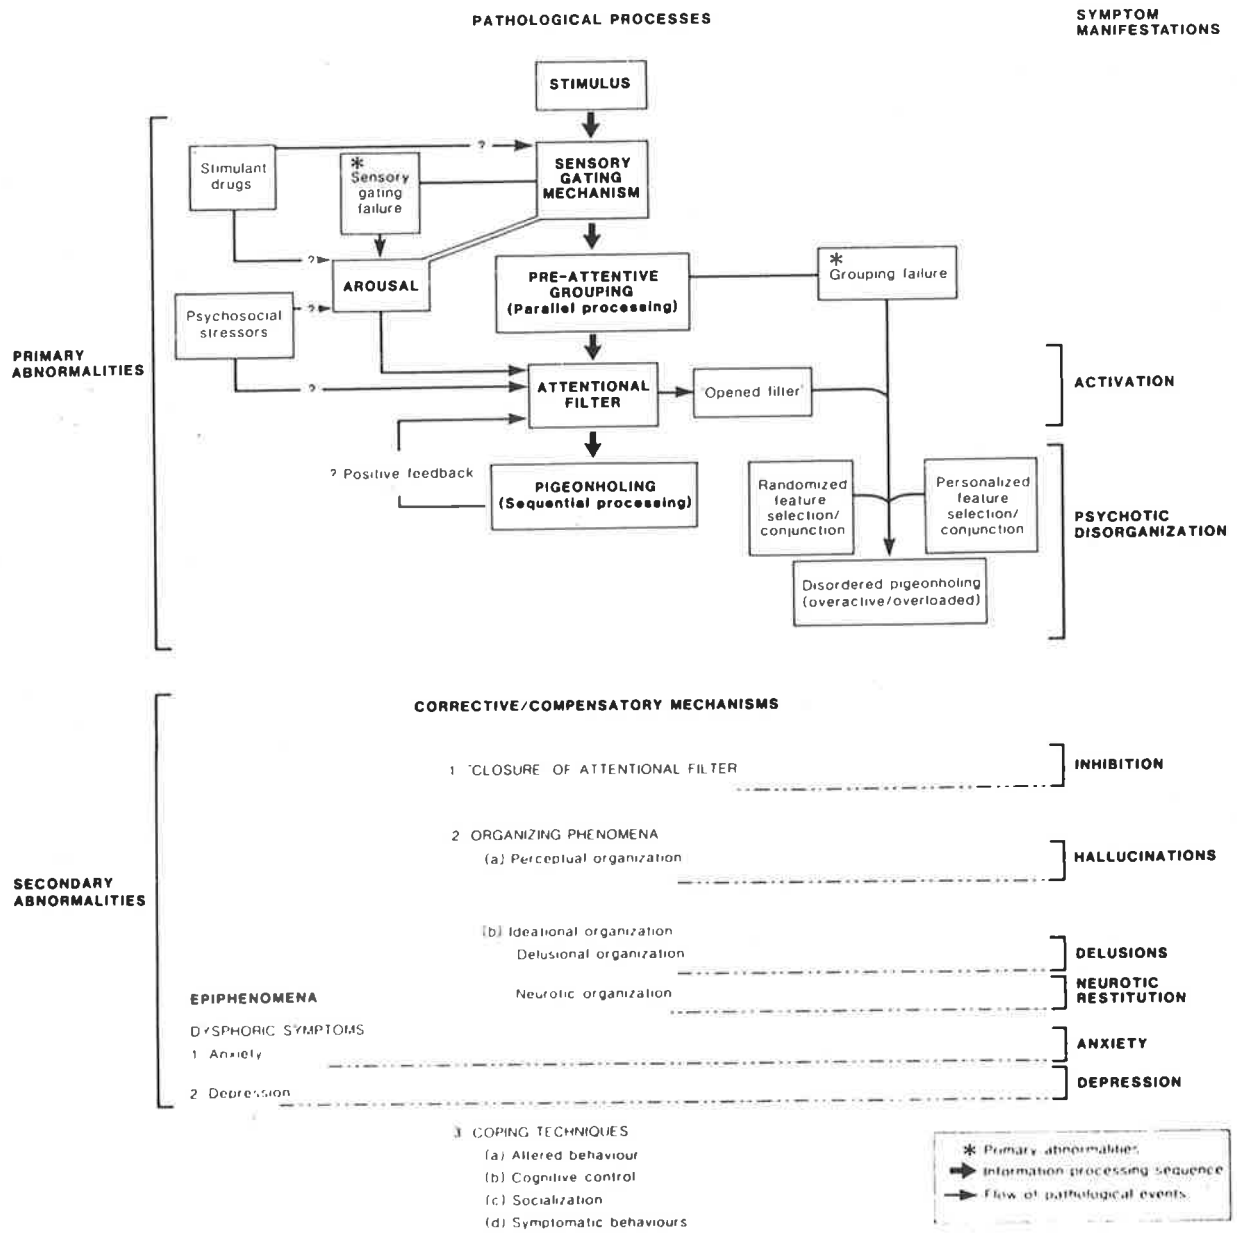 PATHOLOGICAL PROCESSES
SYMPTOM
MANIFESTATIONS
STIMULUS
?
Stimulant
drugs
*
Sensory
gating
failure
SENSORY
GATING
MECHANISM
?
AROUSAL
PRE-ATTENTIVE
GROUPING
(Parallel processing)
*
Grouping failure
Psychosocial
stressors
?
PRIMARY
ABNORMALITIES
?
ATTENTIONAL
FILTER
'Opened filter'
ACTIVATION
? Positive feedback
PIGEONHOLING
(Sequential processing)
Randomized
feature
selection/
conjunction
Personalized
feature
selection/
conjunction
PSYCHOTIC
DISORGANIZATION
Disordered pigeonholing
(overactive/overloaded)
CORRECTIVE/COMPENSATORY MECHANISMS
1 'CLOSURE OF ATTENTIONAL FILTER
INHIBITION
2 ORGANIZING PHENOMENA
(a) Perceptual organization
HALLUCINATIONS
SECONDARY
ABNORMALITIES
(b) Ideational organization
Delusional organization
DELUSIONS
Neurotic organization
NEUROTIC
RESTITUTION
EPIPHENOMENA
DYSPHORIC SYMPTOMS
1 Anxiety
ANXIETY
2 Depression
DEPRESSION
3 COPING TECHNIQUES
(a) Altered behaviour
(b) Cognitive control
(c) Socialization
(d) Symptomatic behaviours
* Primary abnormalities
Information processing sequence
Flow of pathological events